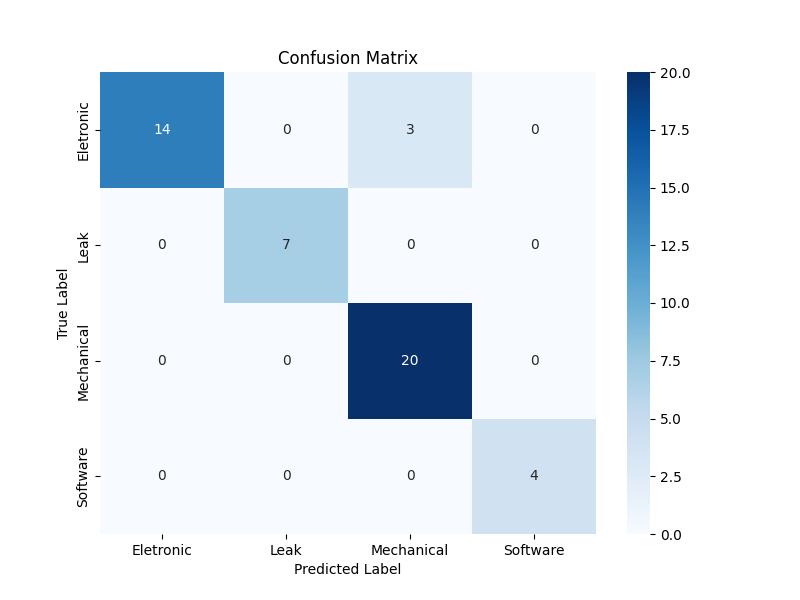 Confusion Matrix
True Label
Eletronic
Leak
Mechanical
Software
14 0 3 0
0 7 0 0
0 0 20 0
0 0 0 4
Eletronic Leak Mechanical Software
Predicted Label
20.0
17.5
15.0
12.5
10.0
7.5
5.0
2.5
0.0